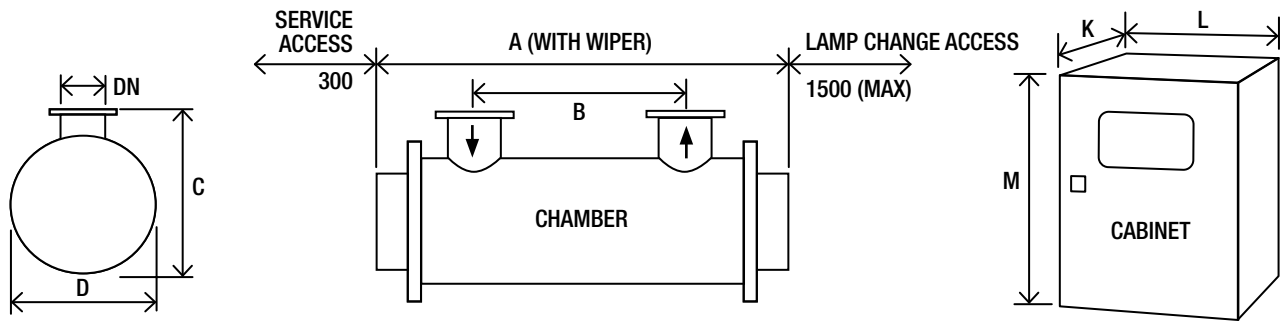 DN
C
D
SERVICE
ACCESS
300
A (WITH WIPER)
LAMP CHANGE ACCESS
1500 (MAX)
B
CHAMBER
K
L
M
CABINET